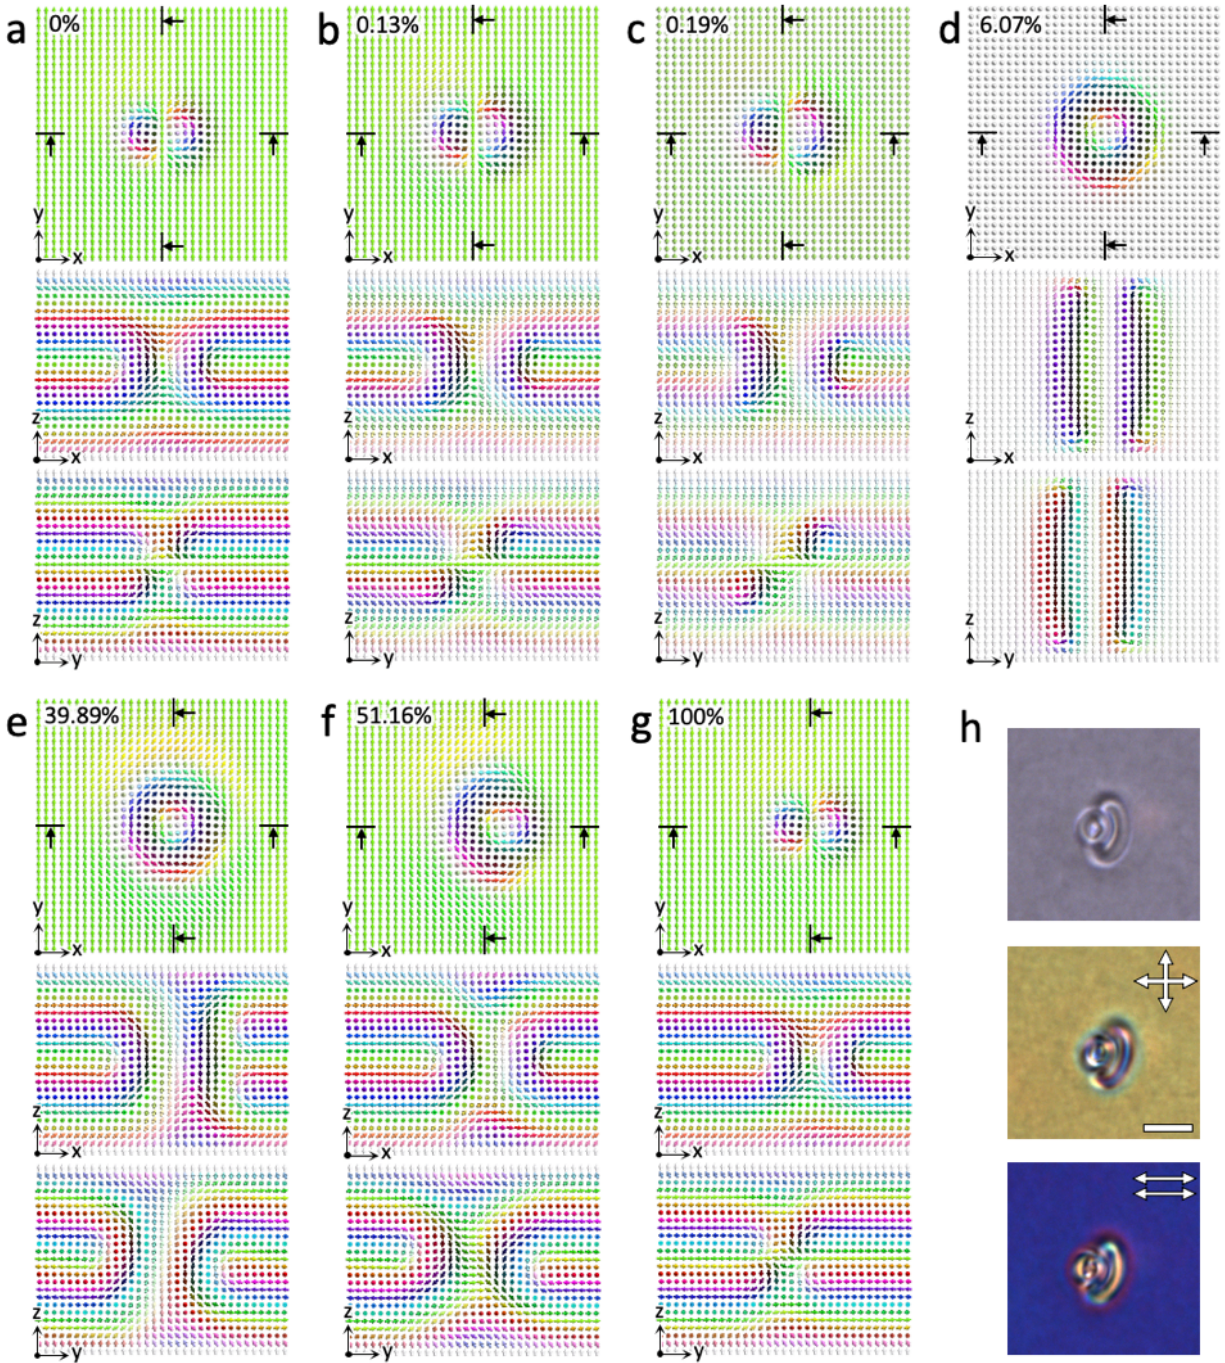 a 0% b 0.13% c 0.19% d 6.07%
y y y y
x x x x
z z z z
x x x x
z z z z
y y y y
e 39.89% f 51.16% g 100% h
y y y
x x x
z z z
x x x
z z z
y y y